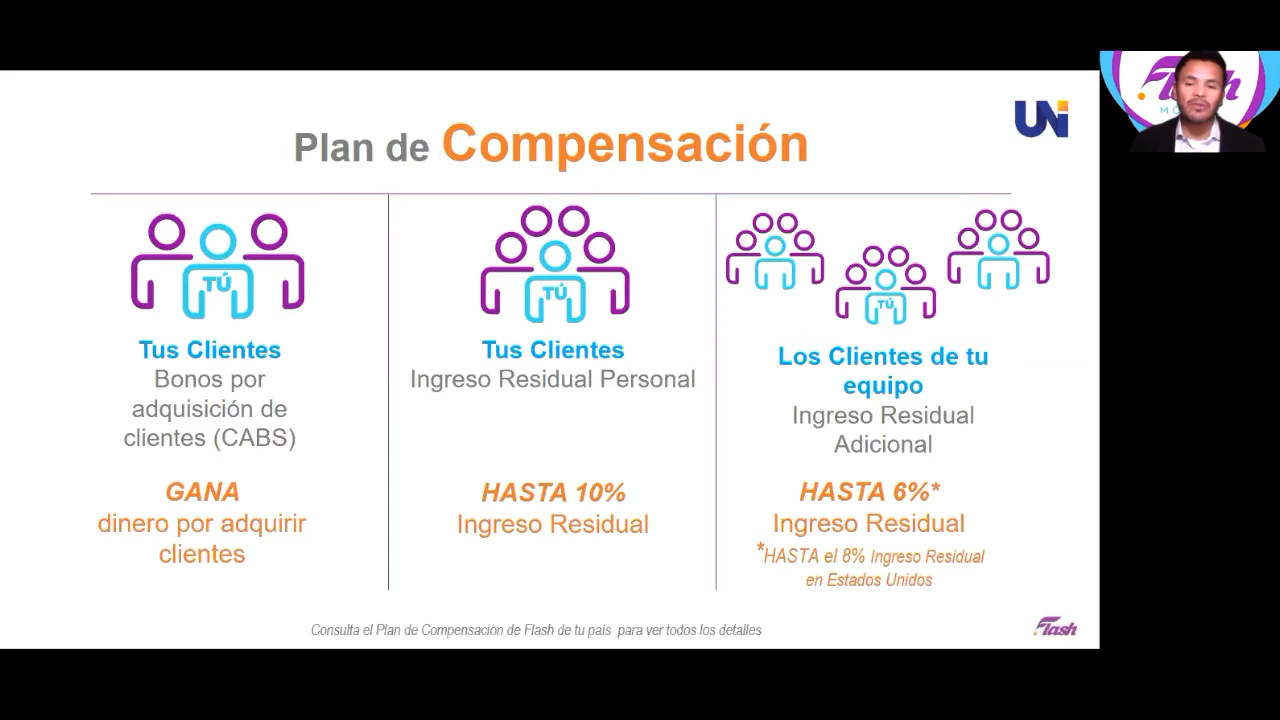 Plan de Compensación
UNi
Flash
TÚ
Tus Clientes
Bonos por
adquisición de
clientes (CABS)
GANA
dinero por adquirir
clientes
TÚ
Tus Clientes
Ingreso Residual Personal
HASTA 10%
Ingreso Residual
TÚ
Los Clientes de tu
equipo
Ingreso Residual
Adicional
HASTA 6%*
Ingreso Residual
*HASTA el 8% Ingreso Residual
en Estados Unidos
Consulta el Plan de Compensación de Flash de tu pais para ver todos los detalles
Flash